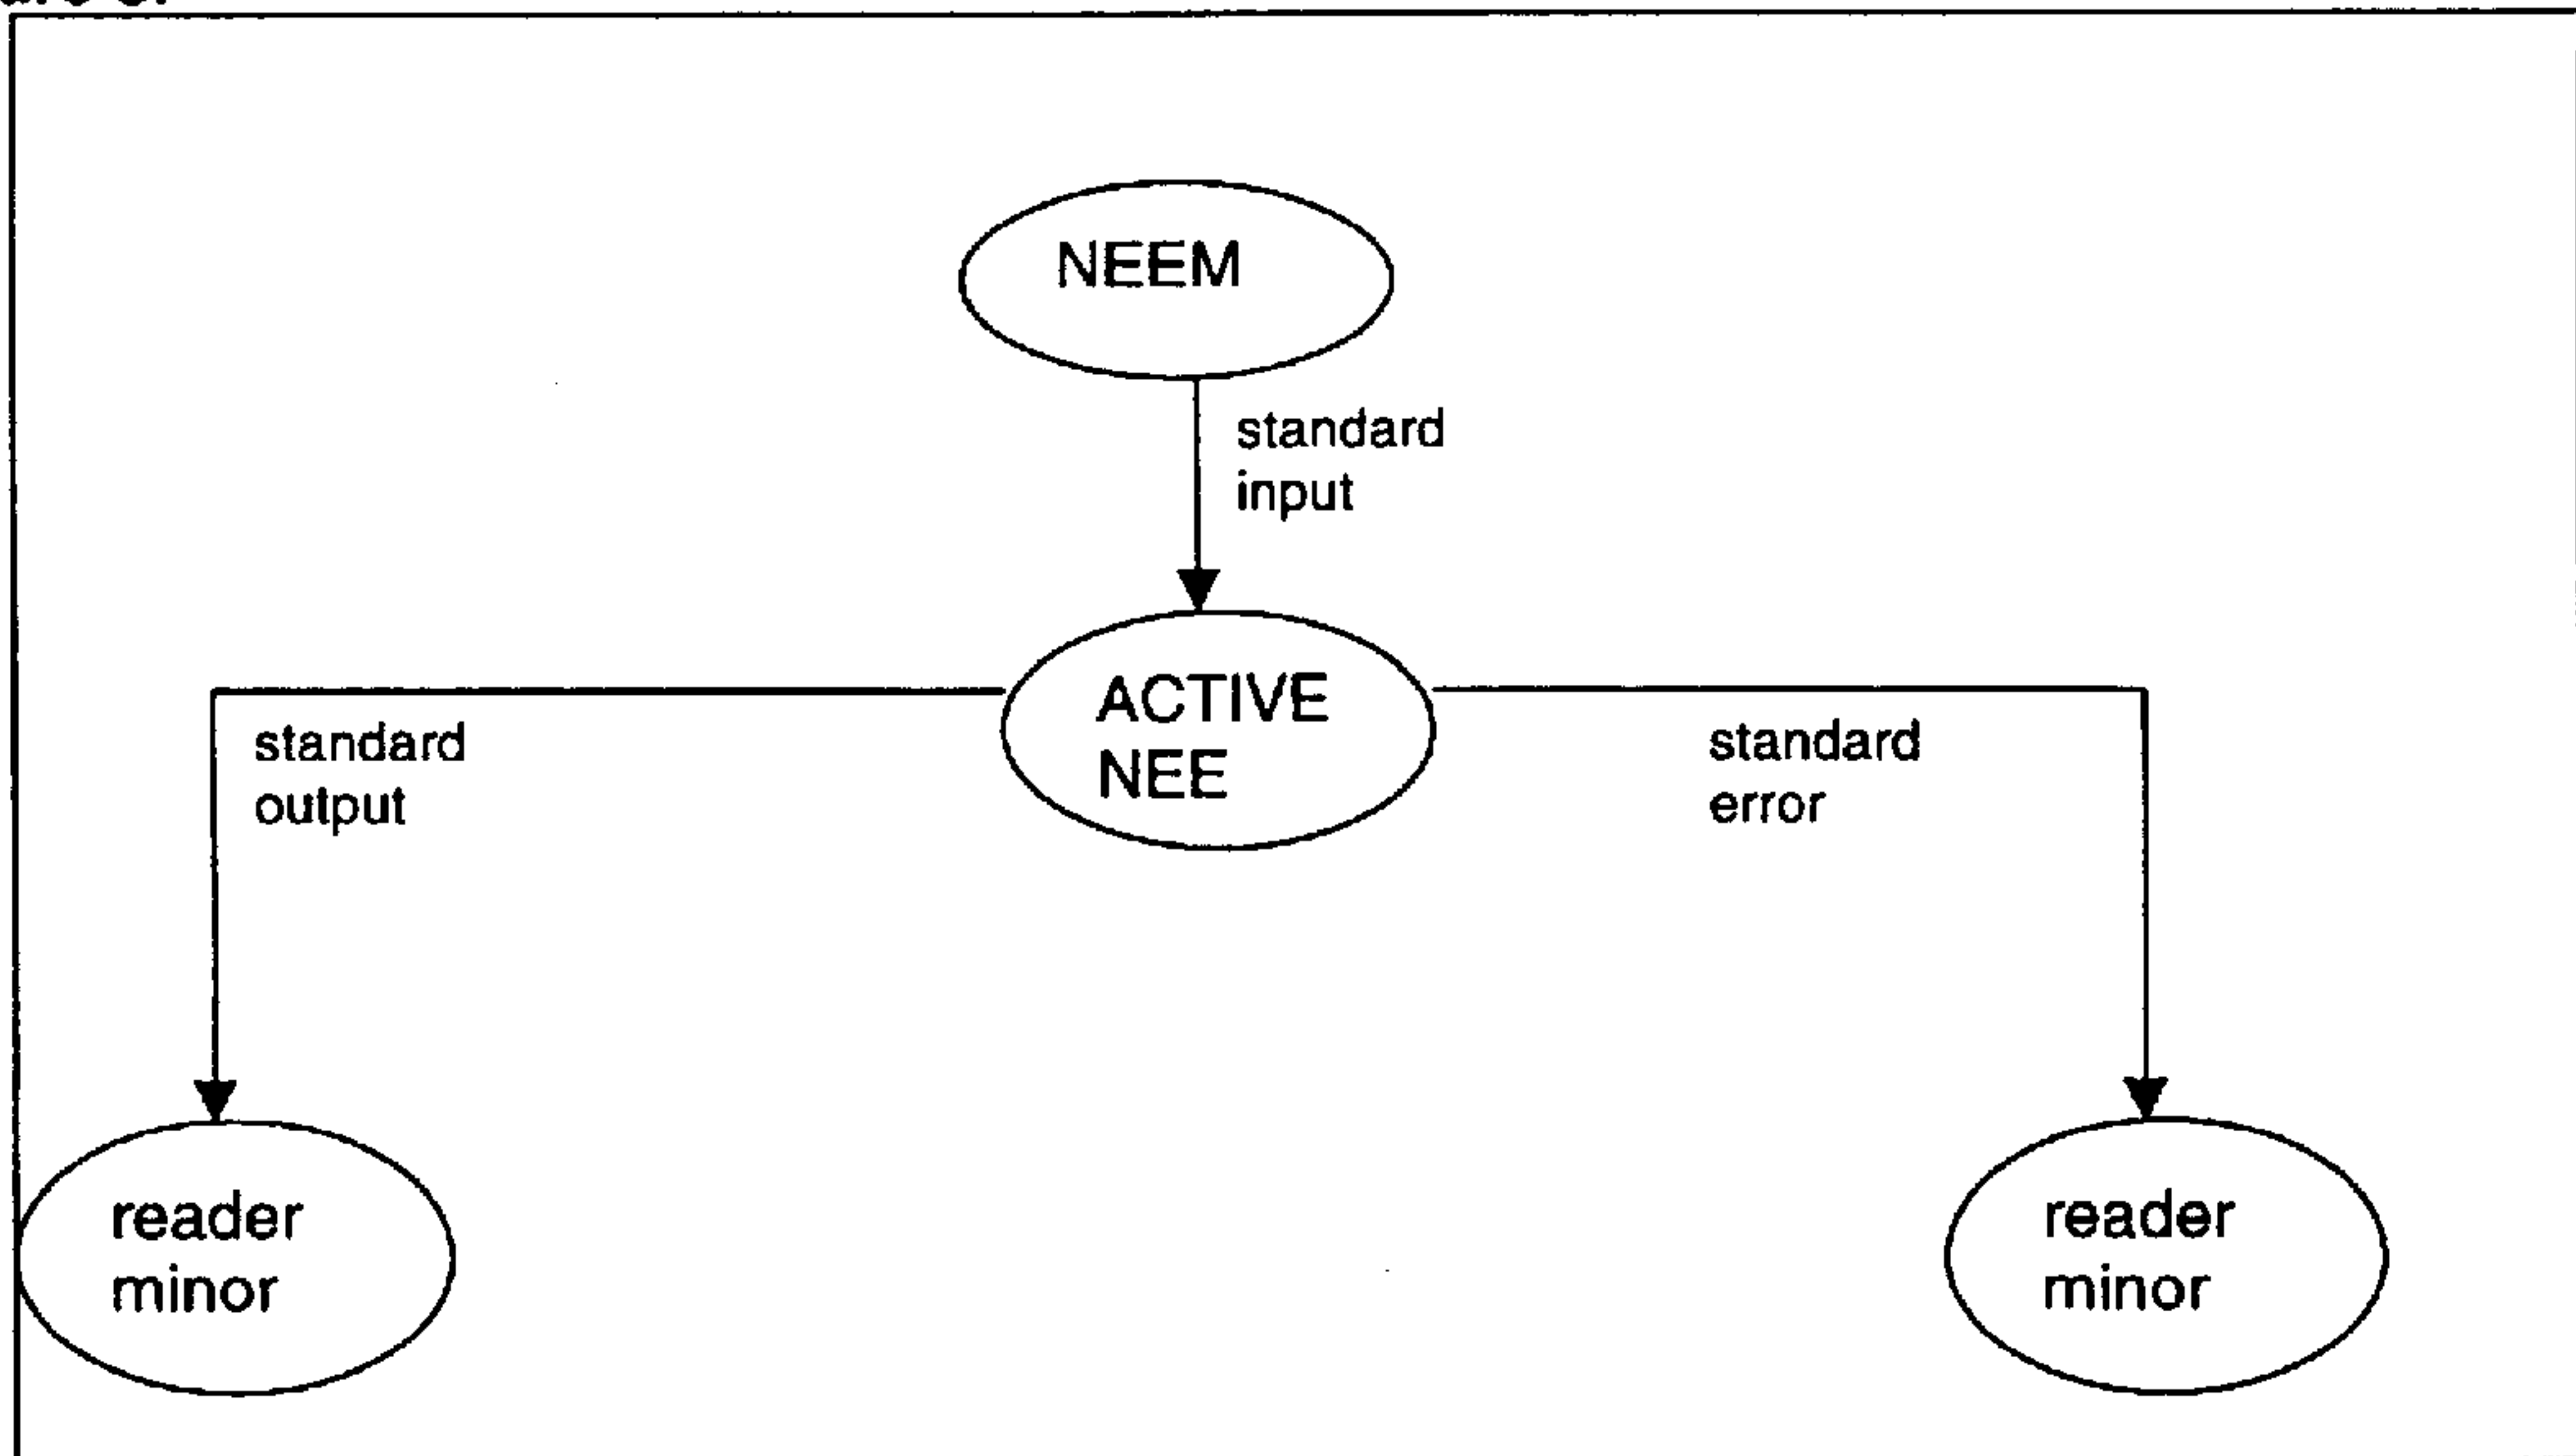 NEEM
standard
input
ACTIVE
NEE
standard
output
standard
error
reader
minor
reader
minor